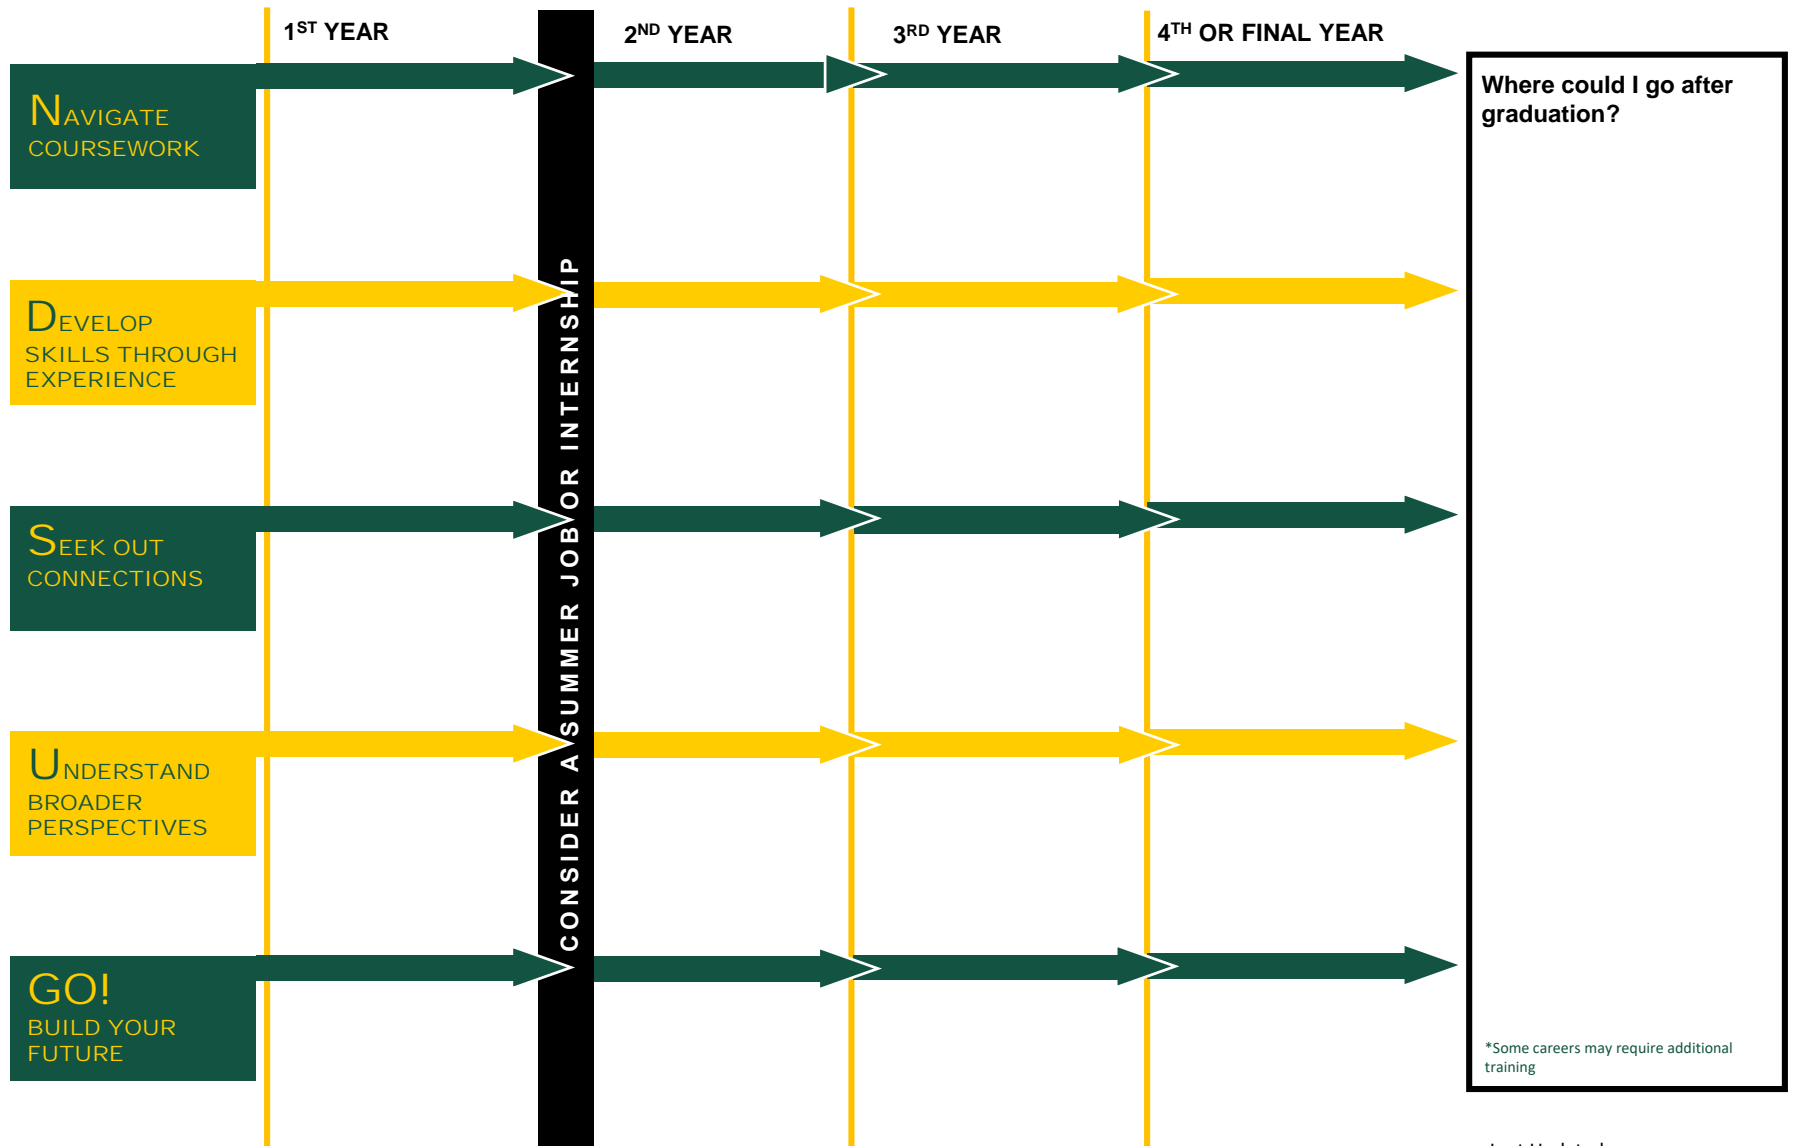 1ST YEAR
2ND YEAR
3RD YEAR
4TH OR FINAL YEAR
NAVIGATE
COURSEWORK
DEVELOP
SKILLS THROUGH
EXPERIENCE
SEEK OUT
CONNECTIONS
UNDERSTAND
BROADER
PERSPECTIVES
GO!
BUILD YOUR
FUTURE
CONSIDER A SUMMER JOB OR INTERNSHIP
Where could I go after
graduation?
*Some careers may require additional
training